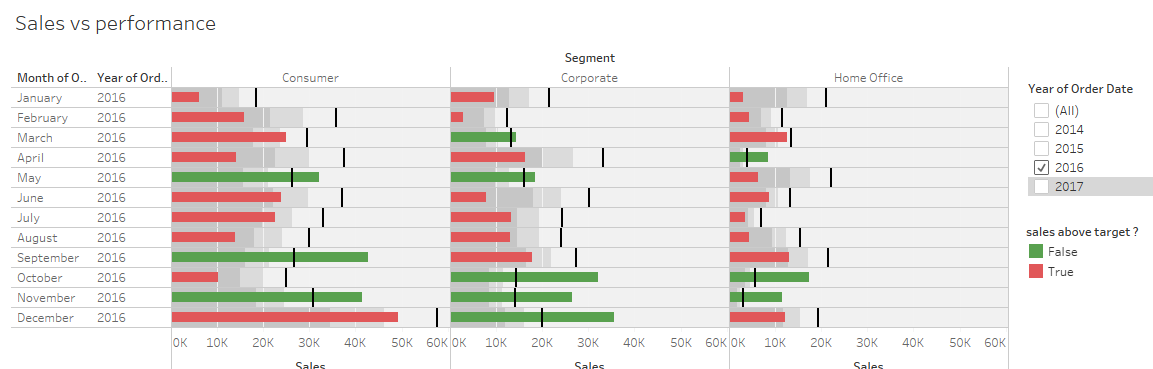 Sales vs performance
Segment
Month of O.. Year of Ord.. Consumer Corporate Home Office
January 2016
February 2016
March 2016
April 2016
May 2016
June 2016
July 2016
August 2016
September 2016
October 2016
November 2016
December 2016
0K 10K 20K 30K 40K 50K 60K 0K 10K 20K 30K 40K 50K 60K 0K 10K 20K 30K 40K 50K 60K
Sales Sales Sales
Year of Order Date
(All)
2014
2015
2016
2017
sales above target ?
False
True